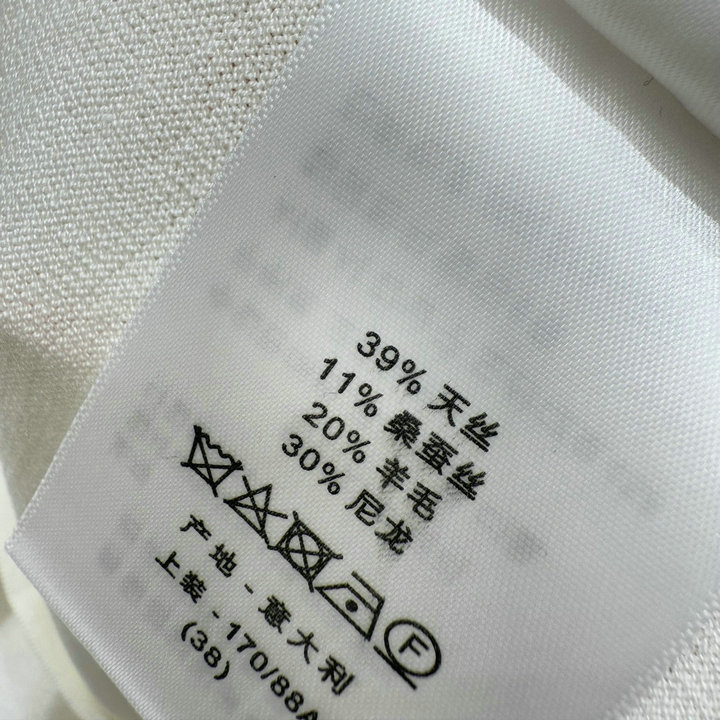 39% 天丝
11% 桑蚕丝
20% 羊毛
30% 尼龙
F
产地 - 意大利
上装 - 170/88A
(38)